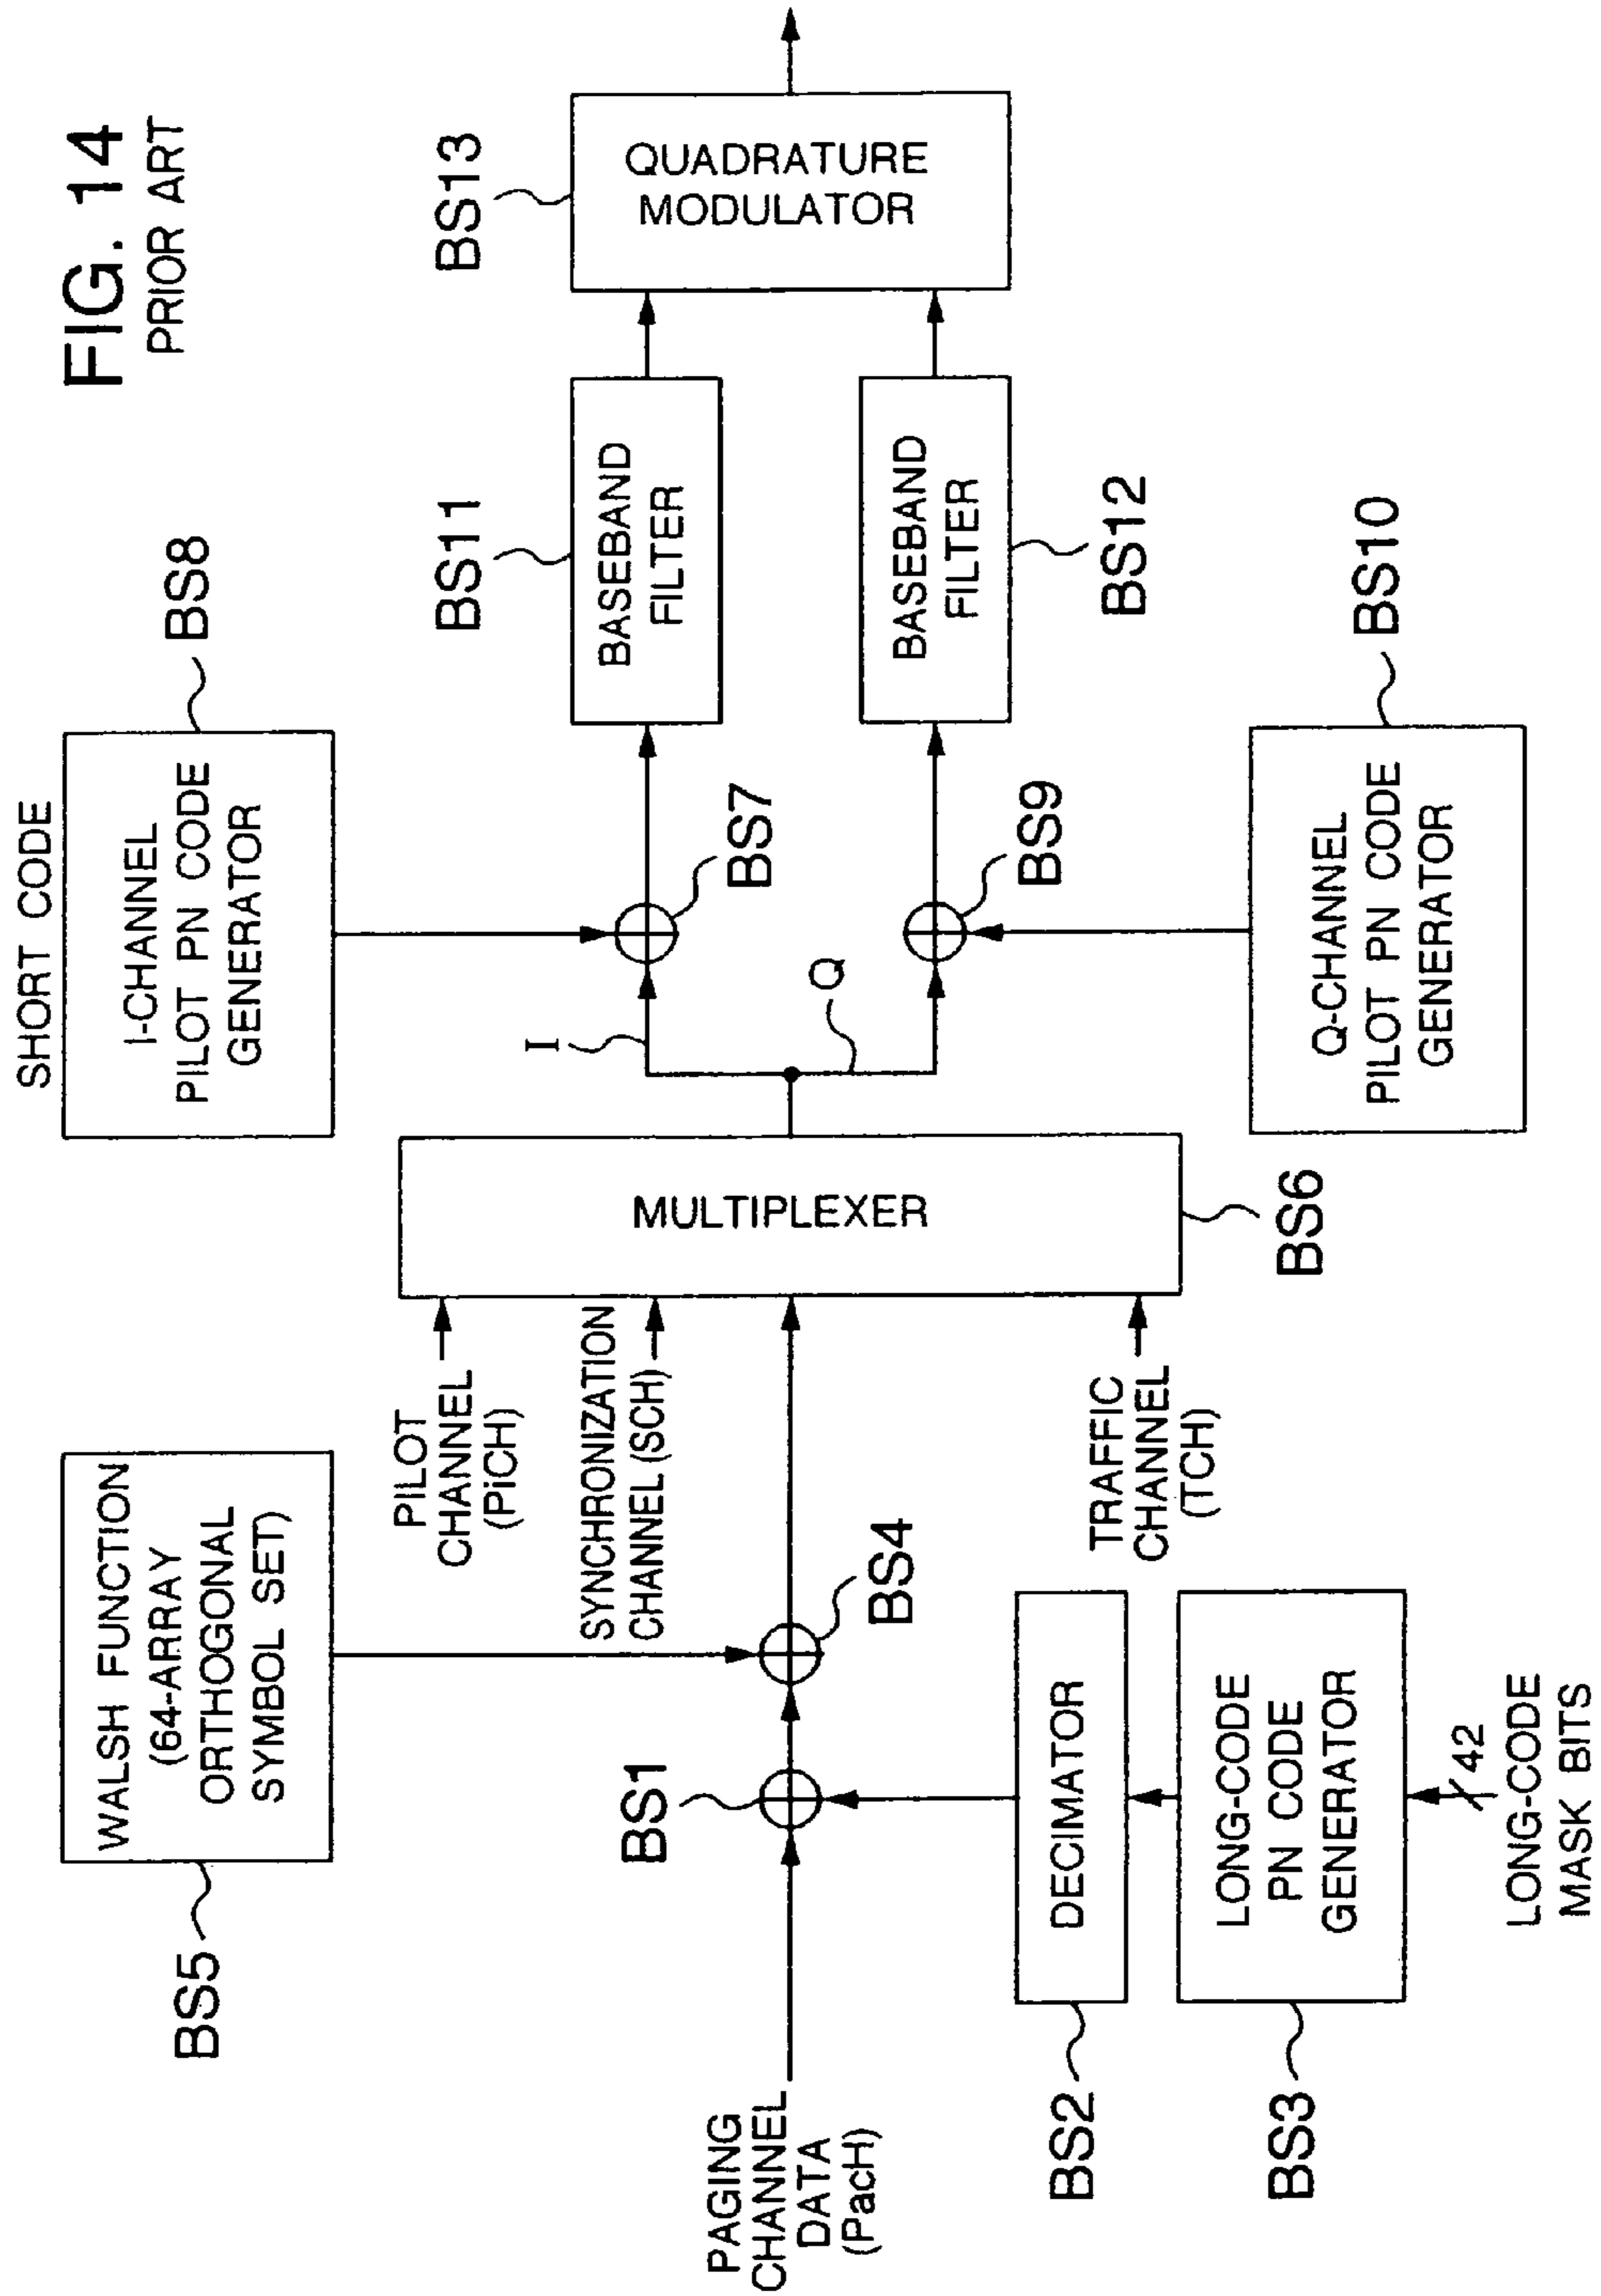 FIG. 14
PRIOR ART
SHORT CODE
I-CHANNEL
PILOT PN CODE
GENERATOR
BS8
WALSH FUNCTION
(64-ARRAY
ORTHOGONAL
SYMBOL SET)
BS5
PILOT
CHANNEL
(PiCH)
SYNCHRONIZATION
CHANNEL (SCH)
TRAFFIC
CHANNEL
(TCH)
MULTIPLEXER
BS6
I
Q
BS7
BS9
BS11
BASEBAND
FILTER
BASEBAND
FILTER
BS12
BS13
QUADRATURE
MODULATOR
Q-CHANNEL
PILOT PN CODE
GENERATOR
BS10
PAGING
CHANNEL
DATA
(PacH)
BS1
BS4
DECIMATOR
BS2
LONG-CODE
PN CODE
GENERATOR
BS3
42
LONG-CODE
MASK BITS